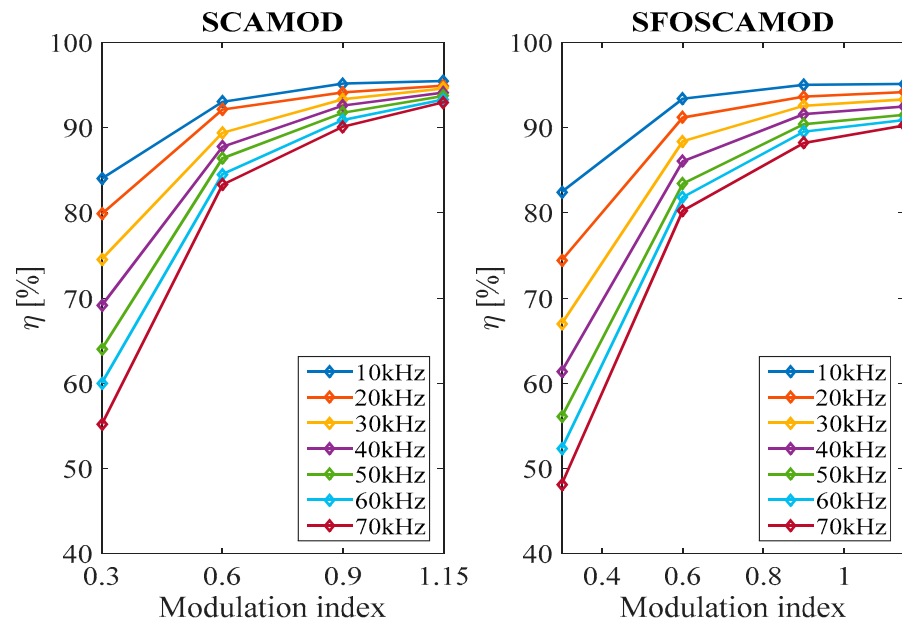 SCAMOD
100
90
80
70
60
50
40
η [%]
0.3 0.6 0.9 1.15
Modulation index
10kHz
20kHz
30kHz
40kHz
50kHz
60kHz
70kHz
SFOSCAMOD
100
90
80
70
60
50
40
η [%]
0.4 0.6 0.8 1
Modulation index
10kHz
20kHz
30kHz
40kHz
50kHz
60kHz
70kHz